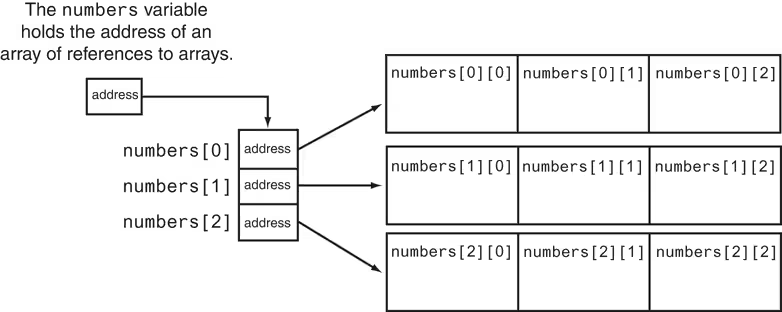 The numbers variable
holds the address of an
array of references to arrays.
address
numbers[0] address
numbers[1] address
numbers[2] address
numbers[0][0] numbers[0][1] numbers[0][2]
numbers[1][0] numbers[1][1] numbers[1][2]
numbers[2][0] numbers[2][1] numbers[2][2]